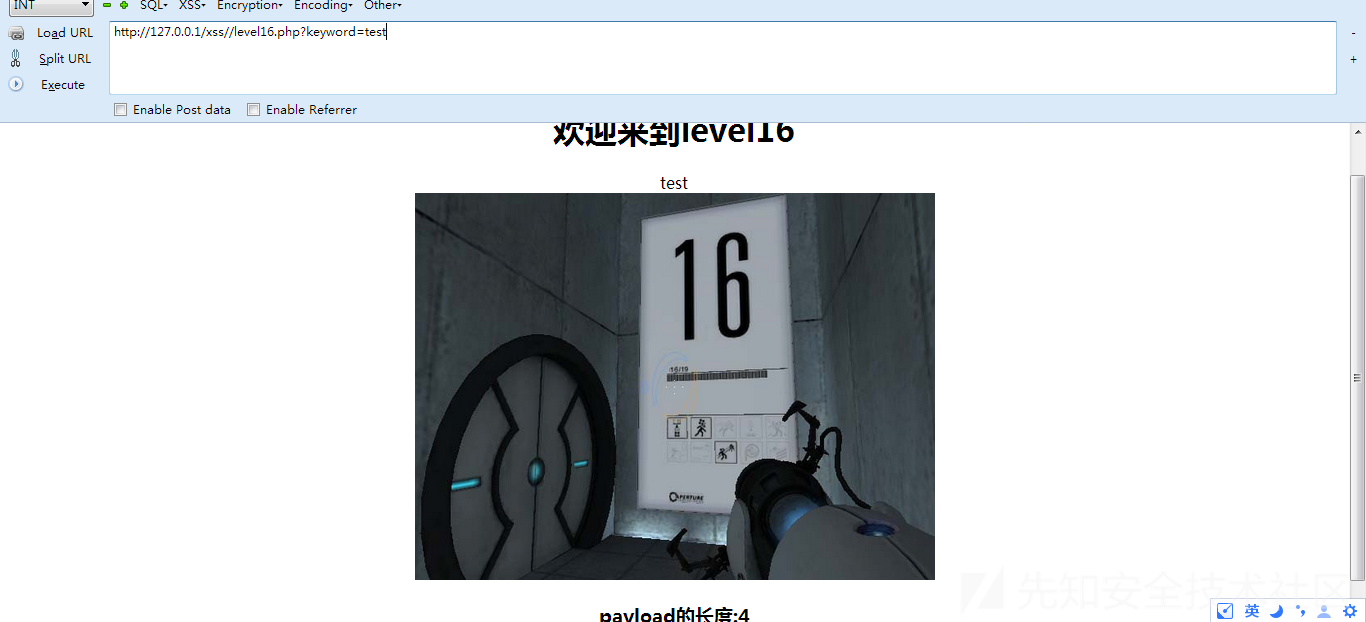 INT
SQL▾ XSS▾ Encryption▾ Encoding▾ Other▾
Load URL
http://127.0.0.1/xss//level16.php?keyword=test
Split URL
Execute
Enable Post data
Enable Referrer
欢迎来到level16
test
16
16/19
APERTURE
先知安全技术社区
payload的长度:4
英